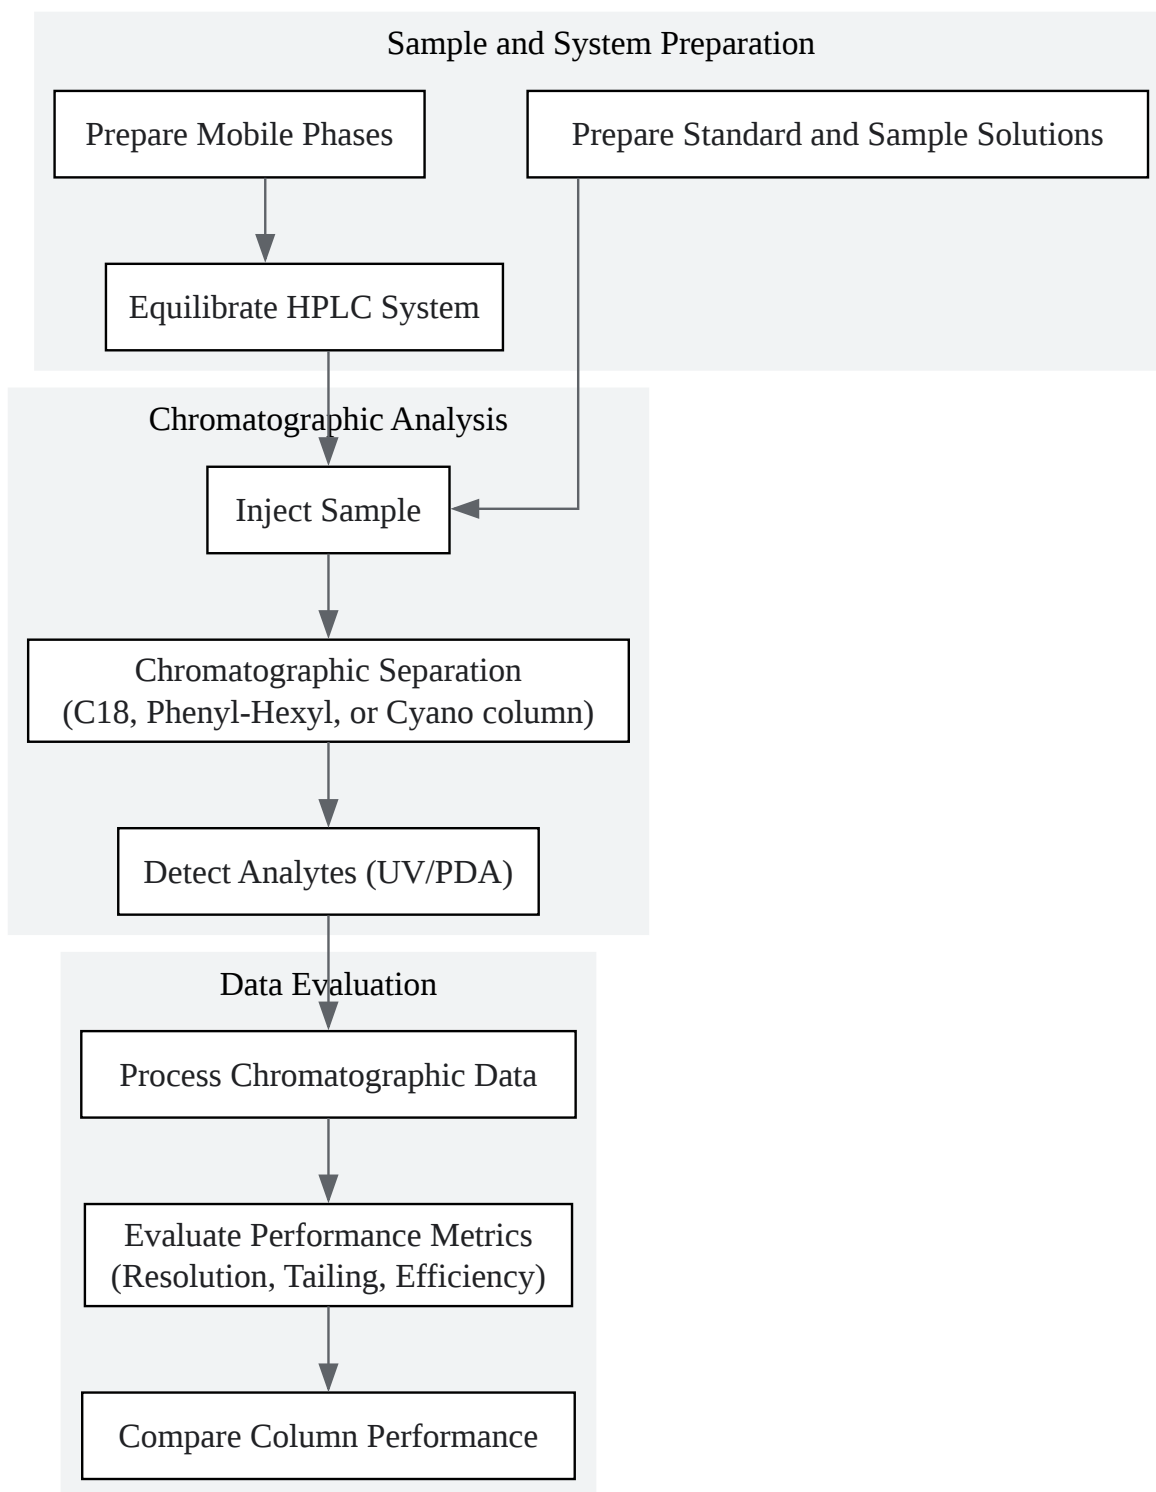 Sample and System Preparation
Prepare Mobile Phases
Prepare Standard and Sample Solutions
Equilibrate HPLC System
Chromatographic Analysis
Inject Sample
Chromatographic Separation
(C18, Phenyl-Hexyl, or Cyano column)
Detect Analytes (UV/PDA)
Data Evaluation
Process Chromatographic Data
Evaluate Performance Metrics
(Resolution, Tailing, Efficiency)
Compare Column Performance